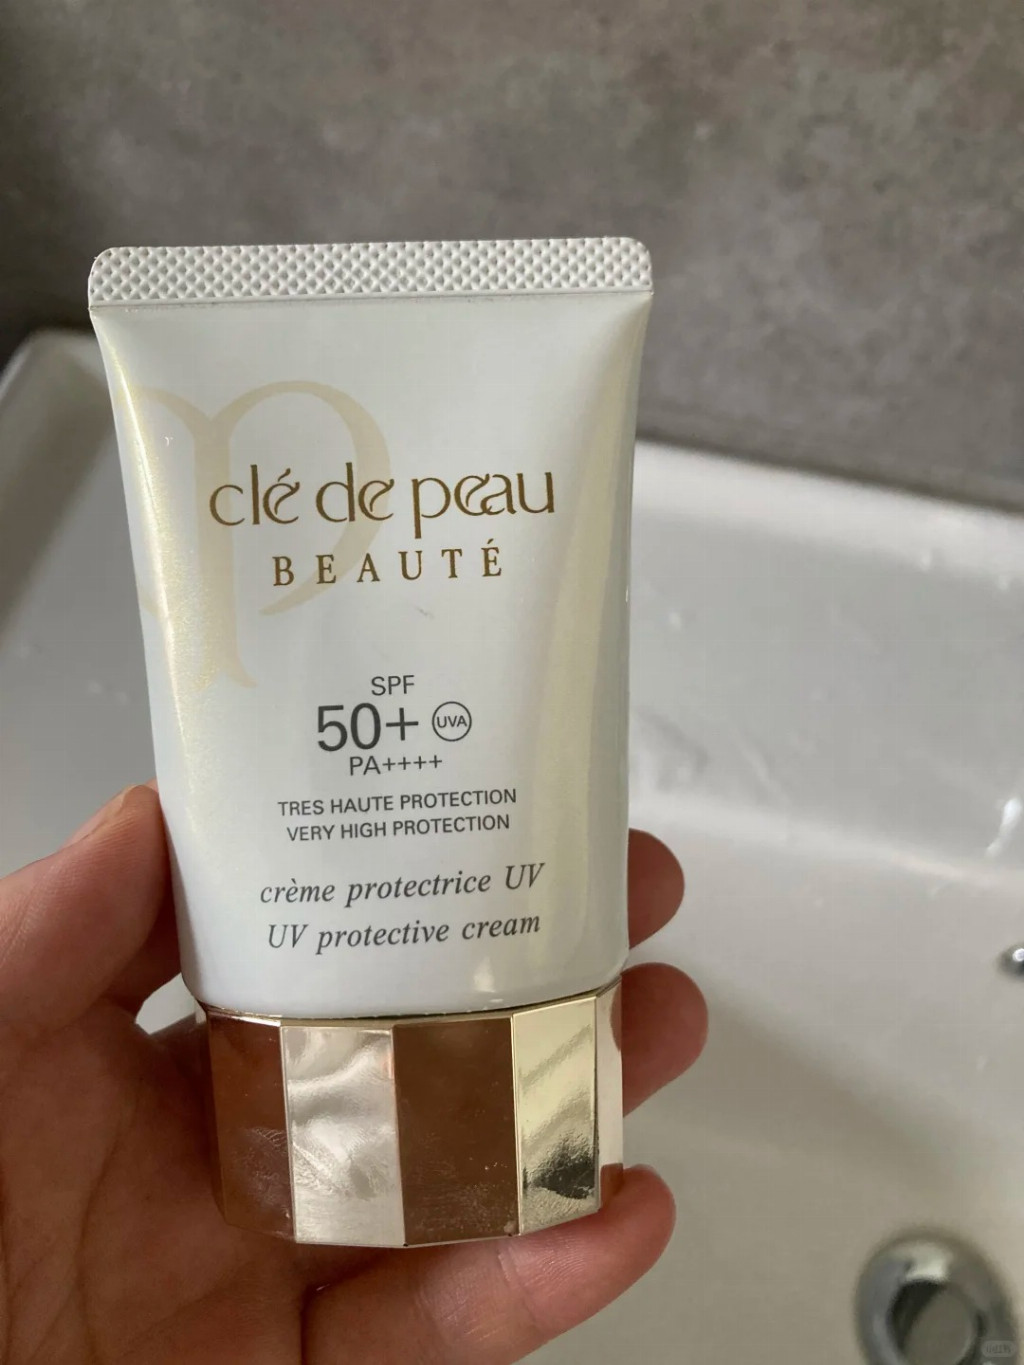 clé de peau
BEAUTÉ
SPF
50+ UVA
PA++++
TRES HAUTE PROTECTION
VERY HIGH PROTECTION
crème protectrice UV
UV protective cream